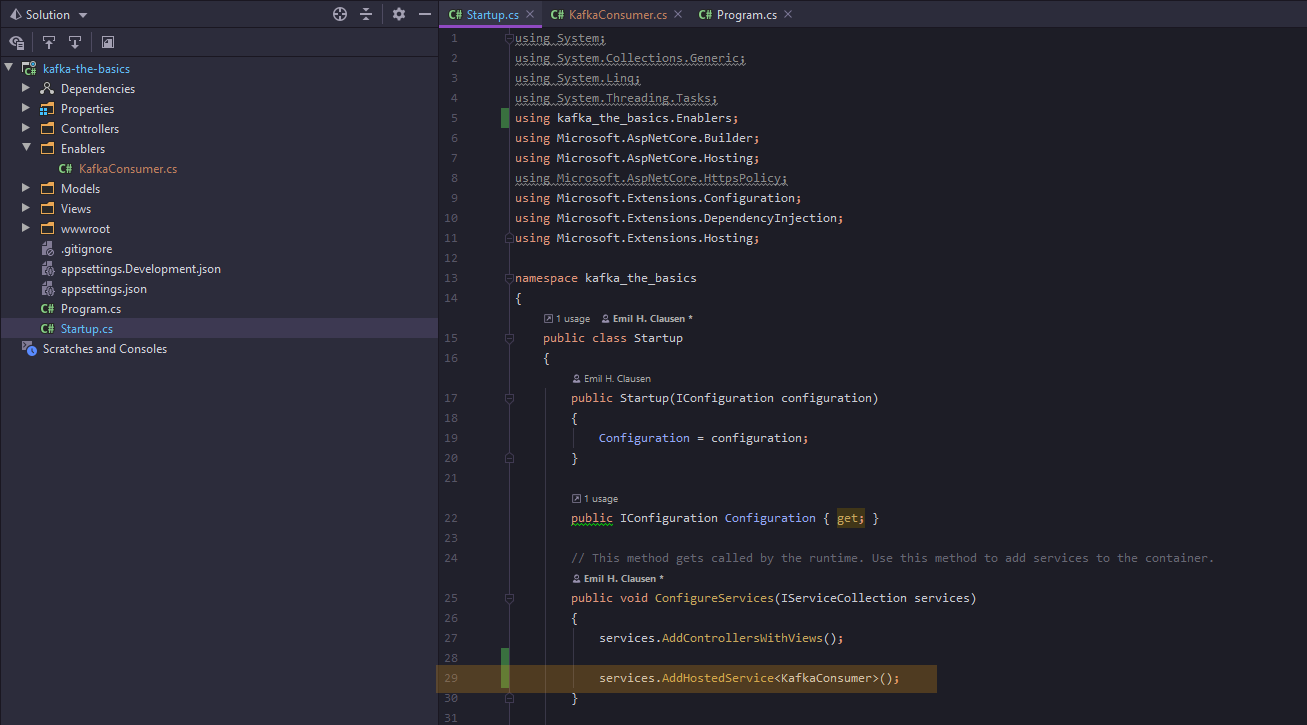 Solution
kafka-the-basics
Dependencies
Properties
Controllers
Enablers
C# KafkaConsumer.cs
Models
Views
wwwroot
.gitignore
appsettings.Development.json
appsettings.json
C# Program.cs
C# Startup.cs
Scratches and Consoles
C# Startup.cs C# KafkaConsumer.cs C# Program.cs
1 using System;
2 using System.Collections.Generic;
3 using System.Linq;
4 using System.Threading.Tasks;
5 using kafka_the_basics.Enablers;
6 using Microsoft.AspNetCore.Builder;
7 using Microsoft.AspNetCore.Hosting;
8 using Microsoft.AspNetCore.HttpsPolicy;
9 using Microsoft.Extensions.Configuration;
10 using Microsoft.Extensions.DependencyInjection;
11 using Microsoft.Extensions.Hosting;
12
13 namespace kafka_the_basics
14 {
1 usage Emil H. Clausen *
15 public class Startup
16 {
Emil H. Clausen
17 public Startup(IConfiguration configuration)
18 {
19 Configuration = configuration;
20 }
21
1 usage
22 public IConfiguration Configuration { get; }
23
24 // This method gets called by the runtime. Use this method to add services to the container.
Emil H. Clausen *
25 public void ConfigureServices(IServiceCollection services)
26 {
27 services.AddControllersWithViews();
28
29 services.AddHostedService<KafkaConsumer>();
30 }
31